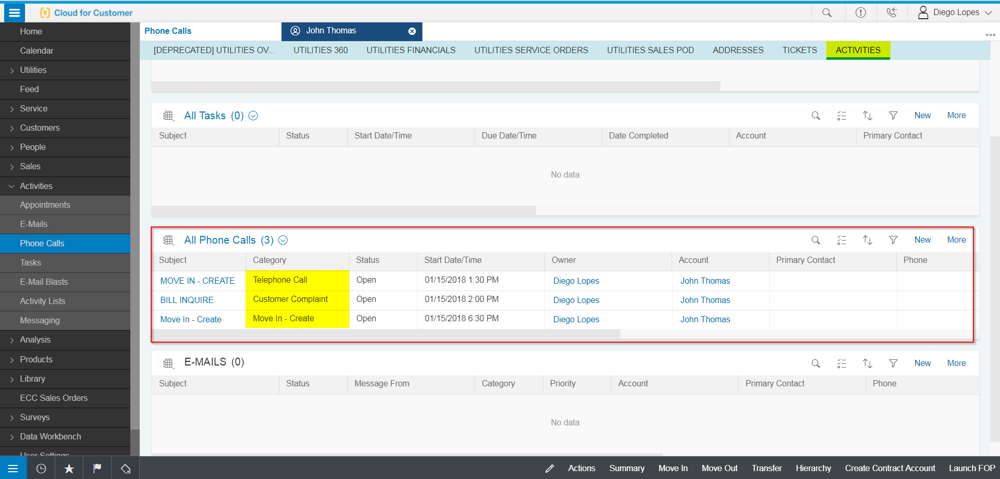 Cloud for Customer
Diego Lopes
Home
Calendar
Utilities
Feed
Service
Customers
People
Sales
Activities
Appointments
E-Mails
Phone Calls
Tasks
E-Mail Blasts
Activity Lists
Messaging
Analysis
Products
Library
ECC Sales Orders
Surveys
Data Workbench
User Settings
Phone Calls John Thomas
[DEPRECATED] UTILITIES OV... UTILITIES 360 UTILITIES FINANCIALS UTILITIES SERVICE ORDERS UTILITIES SALES POD ADDRESSES TICKETS ACTIVITIES
All Tasks (0) New More
Subject Status Start Date/Time Due Date/Time Date Completed Account Primary Contact
No data
All Phone Calls (3) New More
Subject Category Status Start Date/Time Owner Account Primary Contact Phone
MOVE IN - CREATE Telephone Call Open 01/15/2018 1:30 PM Diego Lopes John Thomas
BILL INQUIRE Customer Complaint Open 01/15/2018 2:00 PM Diego Lopes John Thomas
Move In - Create Move In - Create Open 01/15/2018 6:30 PM Diego Lopes John Thomas
E-MAILS (0) New More
Subject Status Message From Category Priority Account Primary Contact Phone
No data
Actions Summary Move In Move Out Transfer Hierarchy Create Contract Account Launch FOP